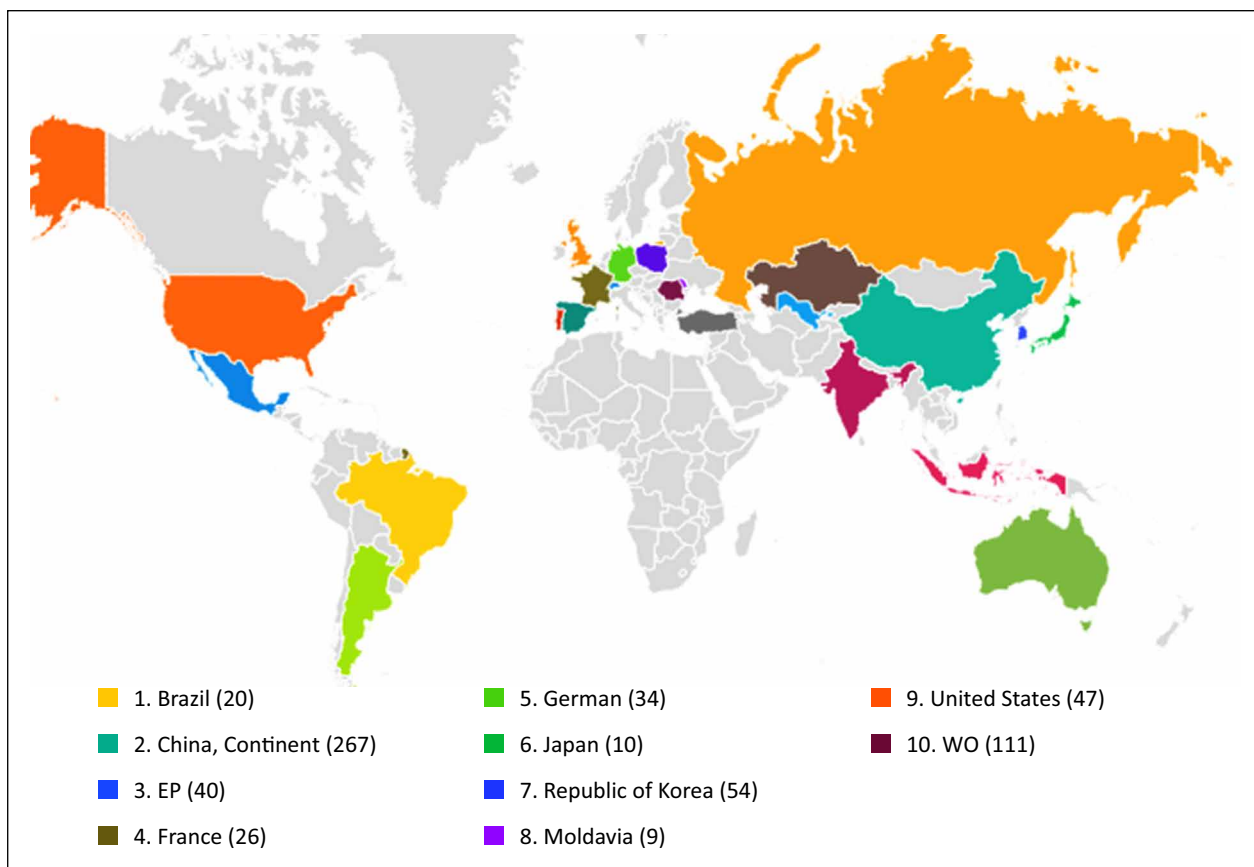 1. Brazil (20)
2. China, Continent (267)
3. EP (40)
4. France (26)
5. German (34)
6. Japan (10)
7. Republic of Korea (54)
8. Moldavia (9)
9. United States (47)
10. WO (111)